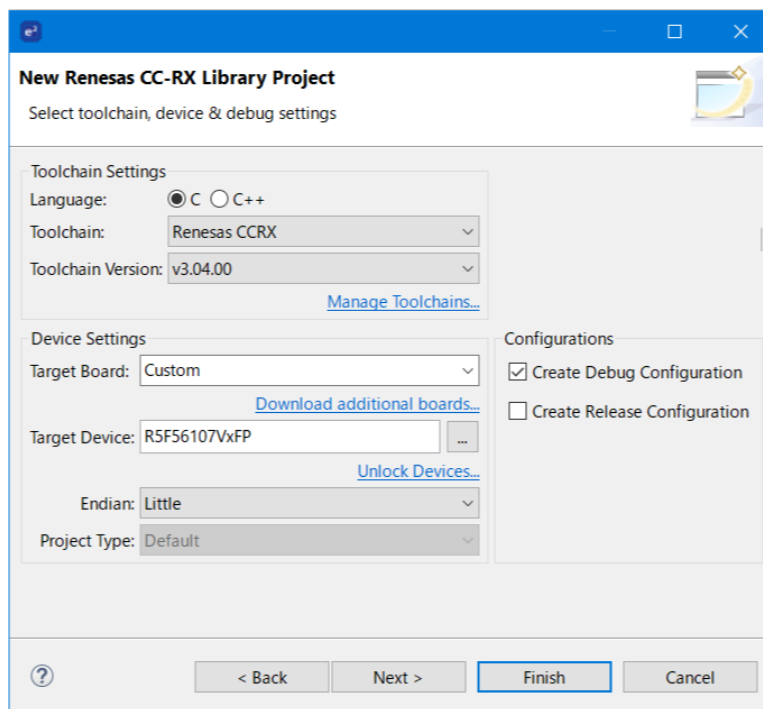 e²
New Renesas CC-RX Library Project
Select toolchain, device & debug settings
Toolchain Settings
Language: C C++
Toolchain: Renesas CCRX
Toolchain Version: v3.04.00
Manage Toolchains...
Device Settings
Target Board: Custom
Download additional boards...
Target Device: R5F56107VxFP ...
Unlock Devices...
Endian: Little
Project Type: Default
Configurations
Create Debug Configuration
Create Release Configuration
? < Back Next > Finish Cancel